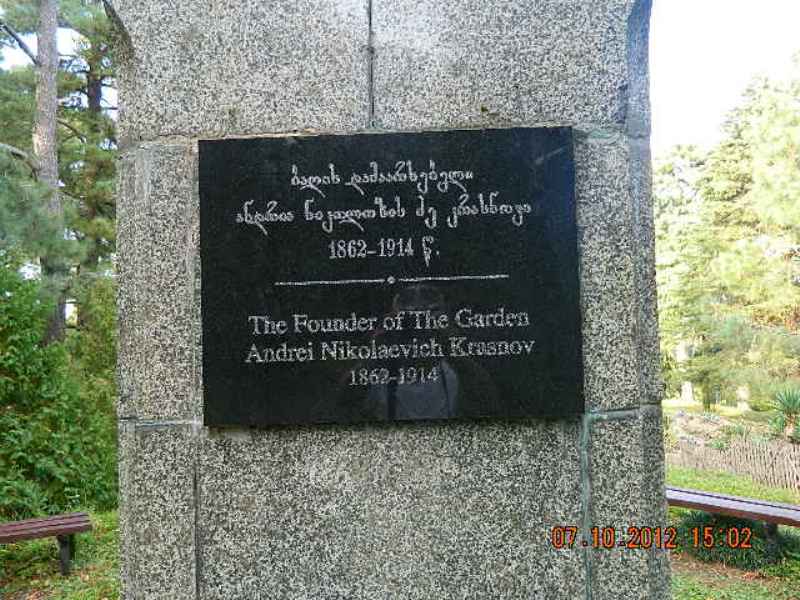 ბაღის დამაარსებელი
ანდრია ნიკოლოზის ძე კრასნოვი
1862-1914 წ.
The Founder of The Garden
Andrei Nikolaevich Krasnov
1862-1914
07.10.2012 15:02